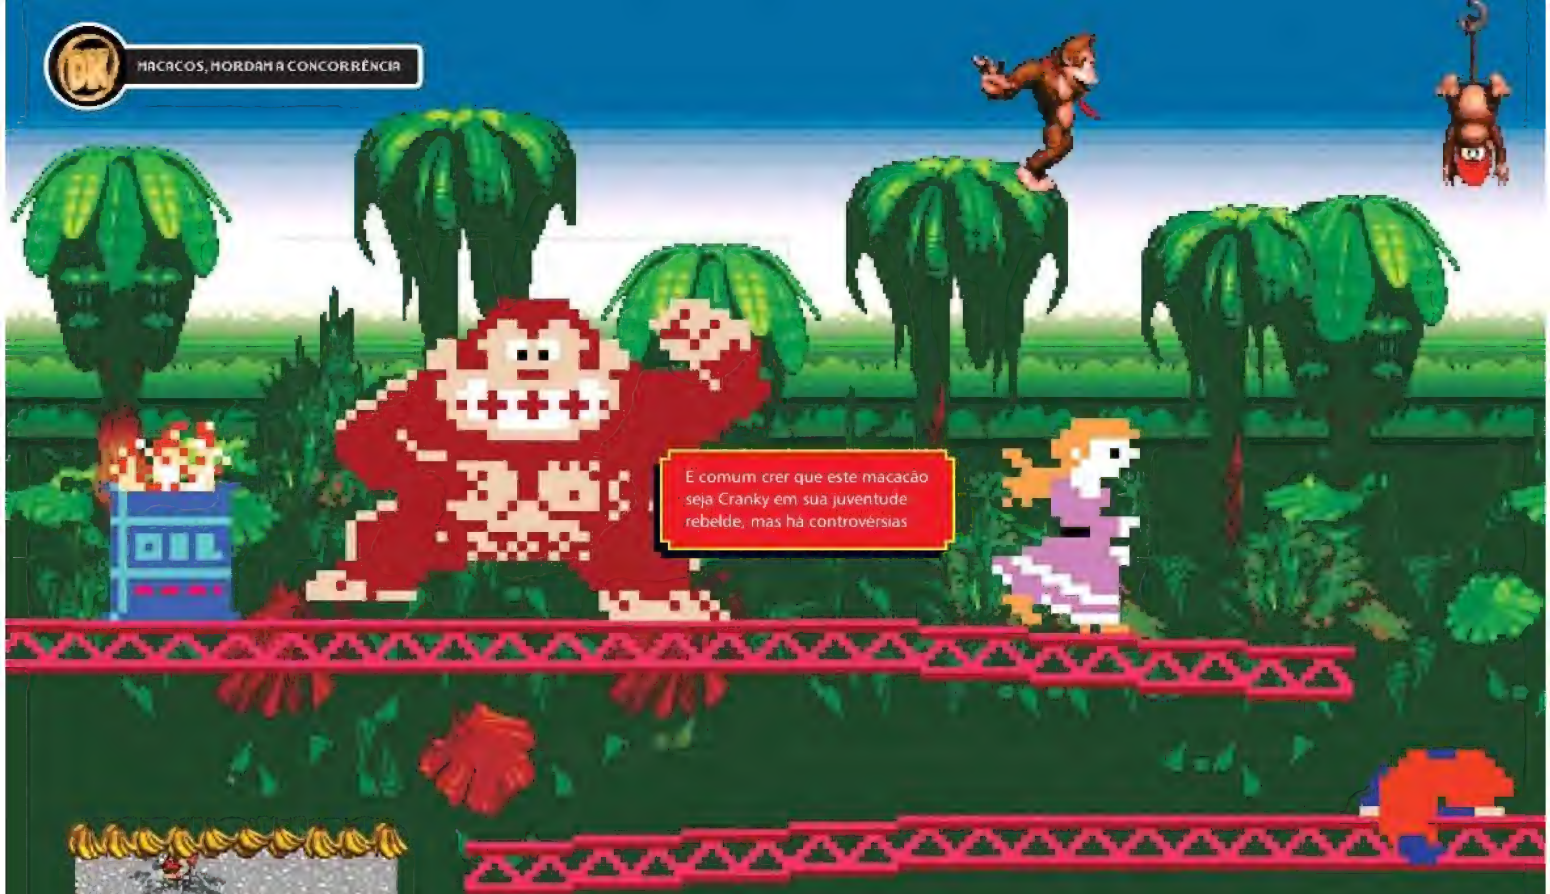 DK
MACACOS, MORDAM A CONCORRÊNCIA
E comum crer que este macacão
seja Cranky em sua juventude
rebelde, mas há controvérsias
OIL